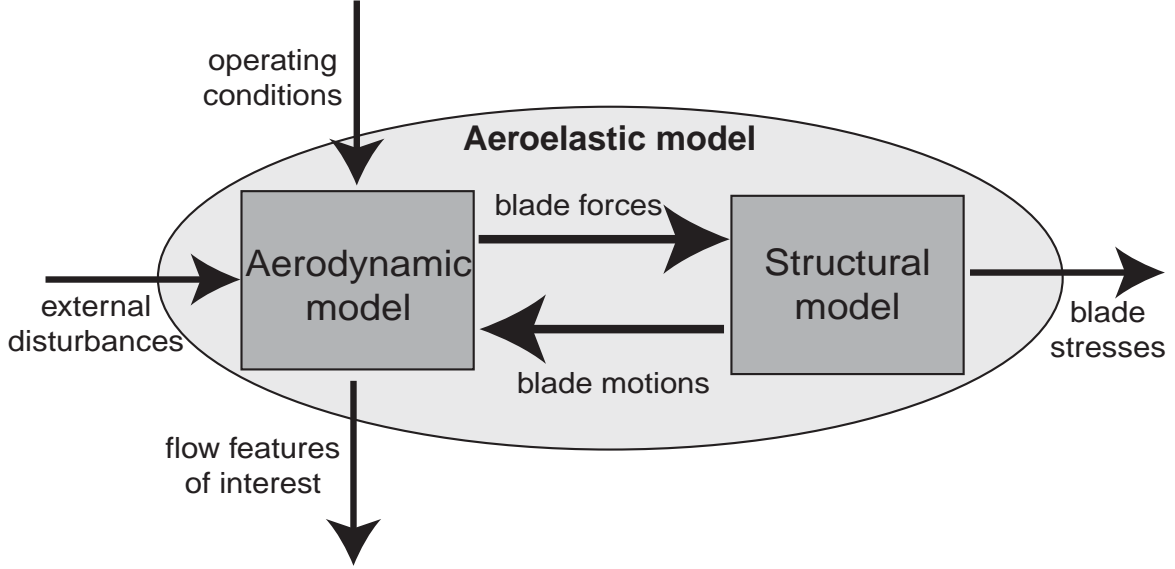 operating
conditions
Aeroelastic model
blade forces
Aerodynamic
model
Structural
model
external
disturbances
blade
stresses
blade motions
flow features
of interest